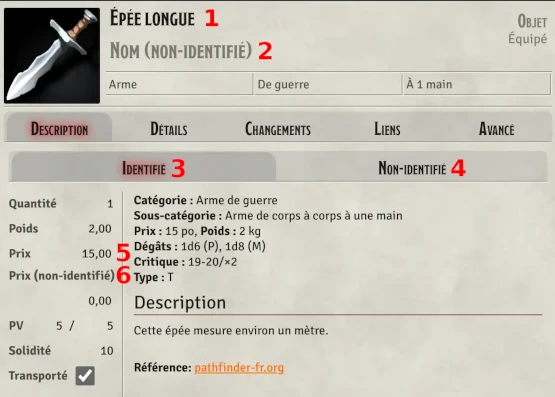 Épée longue 1
Objet
Nom (non-identifié) 2
Équipé
Arme De guerre À 1 main
Description Détails Changements Liens Avancé
Identifié 3 Non-identifié 4
Quantité 1
Poids 2,00
Prix 15,00 5
Prix (non-identifié) 6
0,00
PV 5 / 5
Solidité 10
Transporté
Catégorie : Arme de guerre
Sous-catégorie : Arme de corps à corps à une main
Prix : 15 po, Poids : 2 kg
Dégâts : 1d6 (P), 1d8 (M)
Critique : 19-20/×2
Type : T
Description
Cette épée mesure environ un mètre.
Référence: pathfinder-fr.org